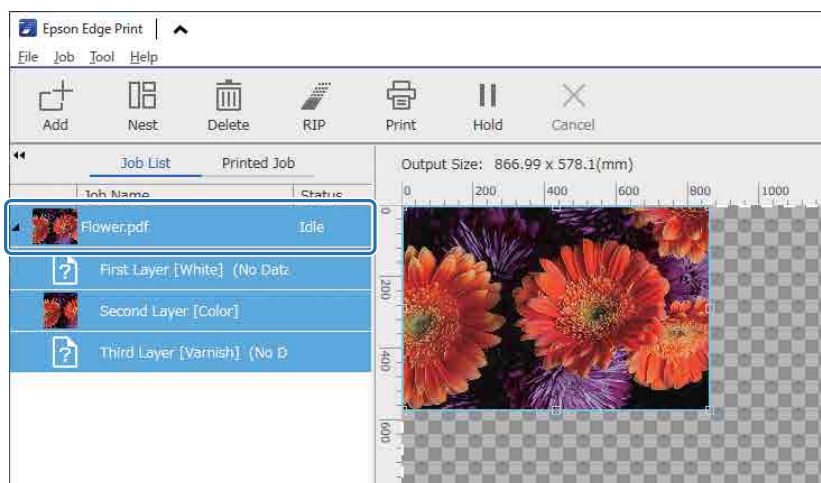 Epson Edge Print
File Job Tool Help
Add Nest Delete RIP Print Hold Cancel
Job List Printed Job
Output Size: 866.99 x 578.1(mm)
Job Name Status
0 200 400 600 800 1000
Flower.pdf Idle
0
First Layer [White] (No Data
200
Second Layer [Color]
Third Layer [Varnish] (No D
400
600